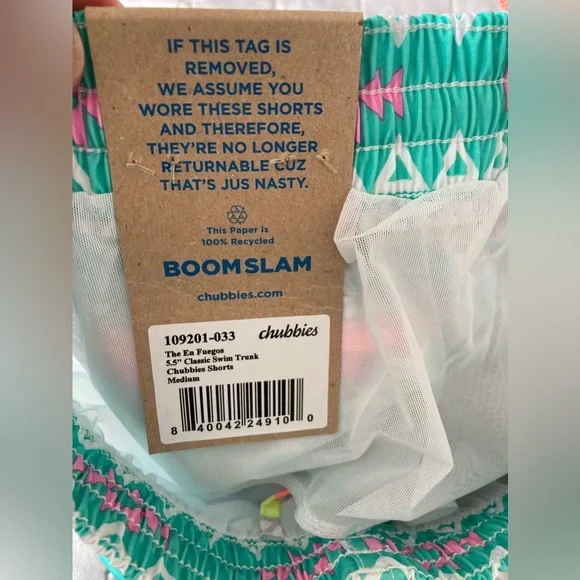 IF THIS TAG IS
REMOVED,
WE ASSUME YOU
WORE THESE SHORTS
AND THEREFORE,
THEY'RE NO LONGER
RETURNABLE CUZ
THAT'S JUS NASTY.
This Paper is
100% Recycled
BOOMSLAM
chubbies.com
109201-033 chubbies
The En Fuegos
5.5" Classic Swim Trunk
Chubbies Shorts
Medium
8 40042 24910 0